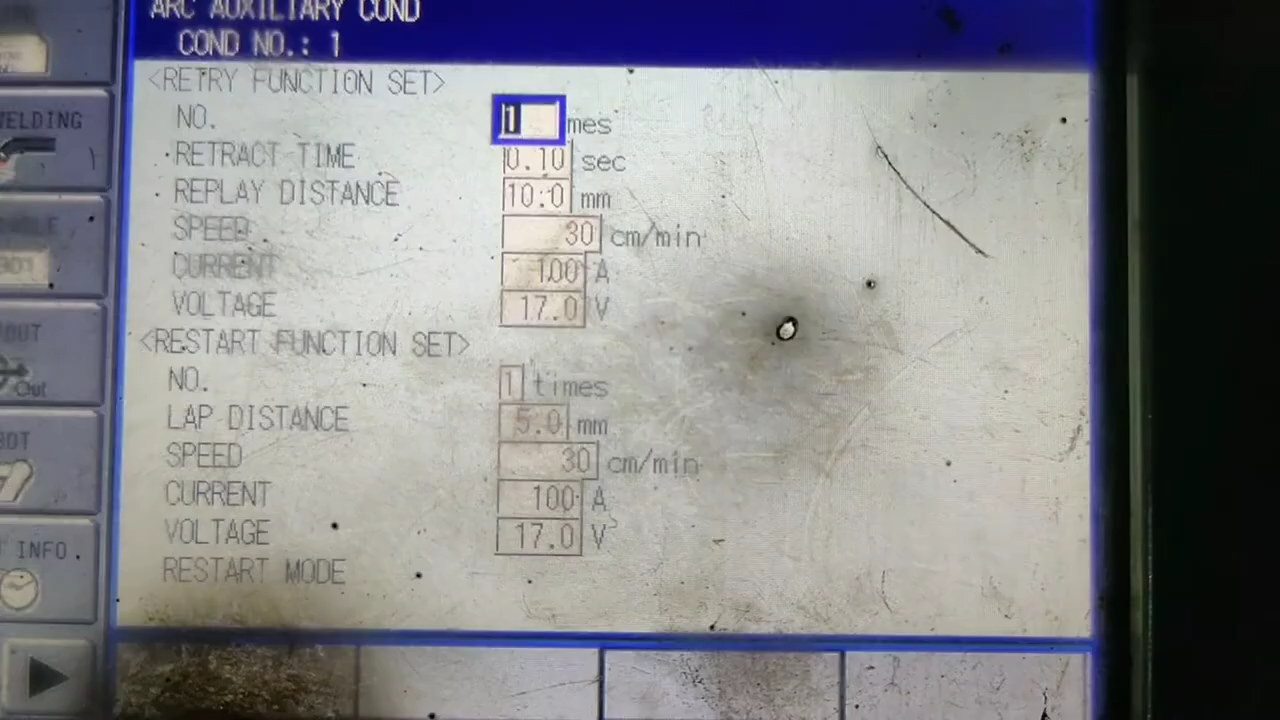 ARC AUXILIARY COND
COND NO.: 1
<RETRY FUNCTION SET>
NO. 1 mes
RETRACT TIME 0.10 sec
REPLAY DISTANCE 10.0 mm
SPEED 30 cm/min
CURRENT 100 A
VOLTAGE 17.0 V
<RESTART FUNCTION SET>
NO. 1 times
LAP DISTANCE 5.0 mm
SPEED 30 cm/min
CURRENT 100 A
VOLTAGE 17.0 V
RESTART MODE
ELDING
Out
INFO.